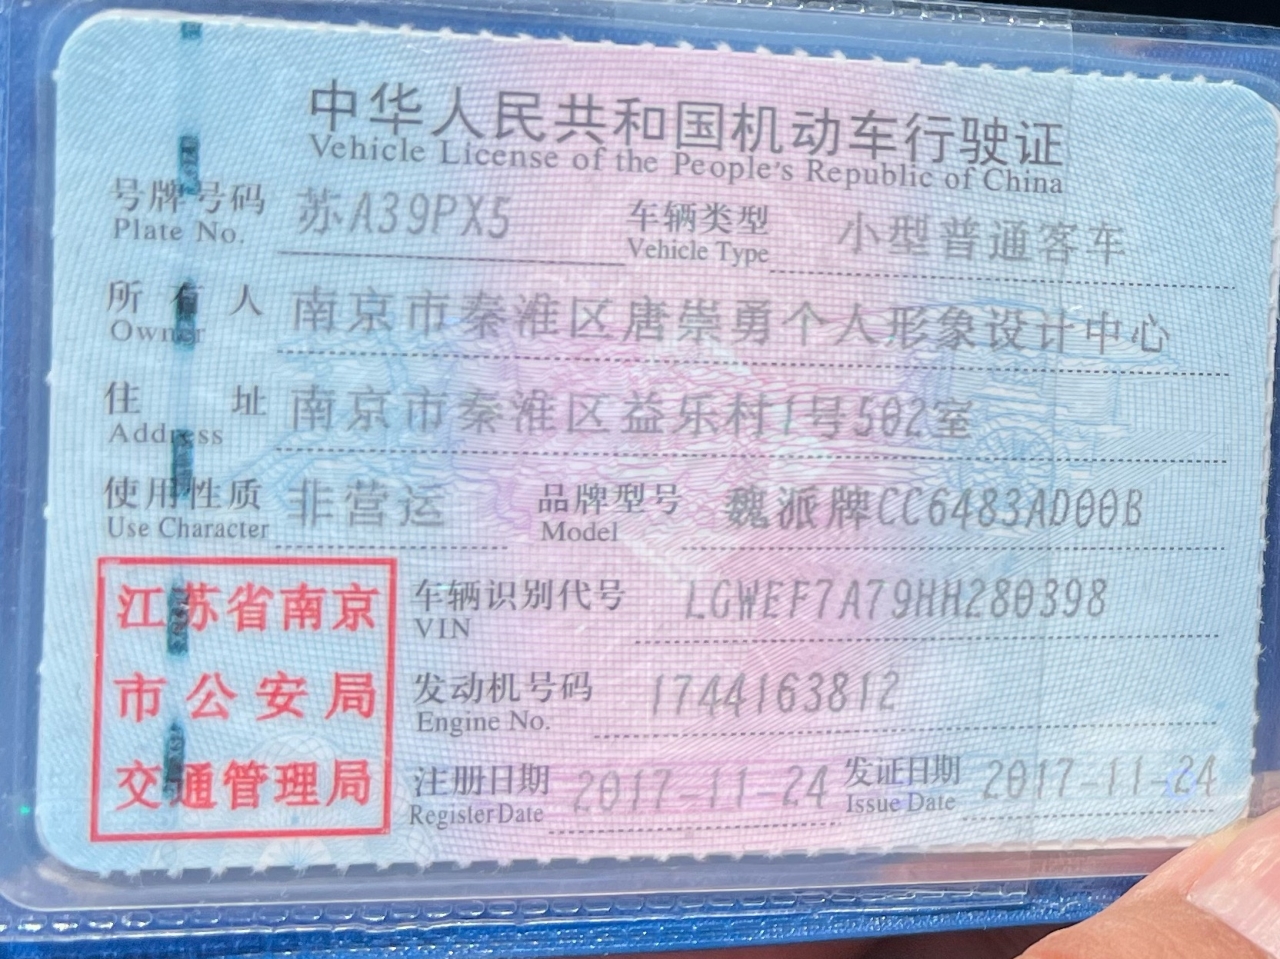 中华人民共和国机动车行驶证
Vehicle License of the People's Republic of China
号牌号码 苏A39PX5 车辆类型 小型普通客车
Plate No. Vehicle Type
所有人 南京市秦淮区唐崇勇个人形象设计中心
Owner
住址 南京市秦淮区益乐村1号502室
Address
使用性质 非营运 品牌型号 魏派牌CC6483AD00B
Use Character Model
江苏省南京
市公安局
交通管理局
车辆识别代号 LGWEF7A79HH280398
VIN
发动机号码 1744163812
Engine No.
注册日期 2017-11-24 发证日期 2017-11-24
Register Date Issue Date